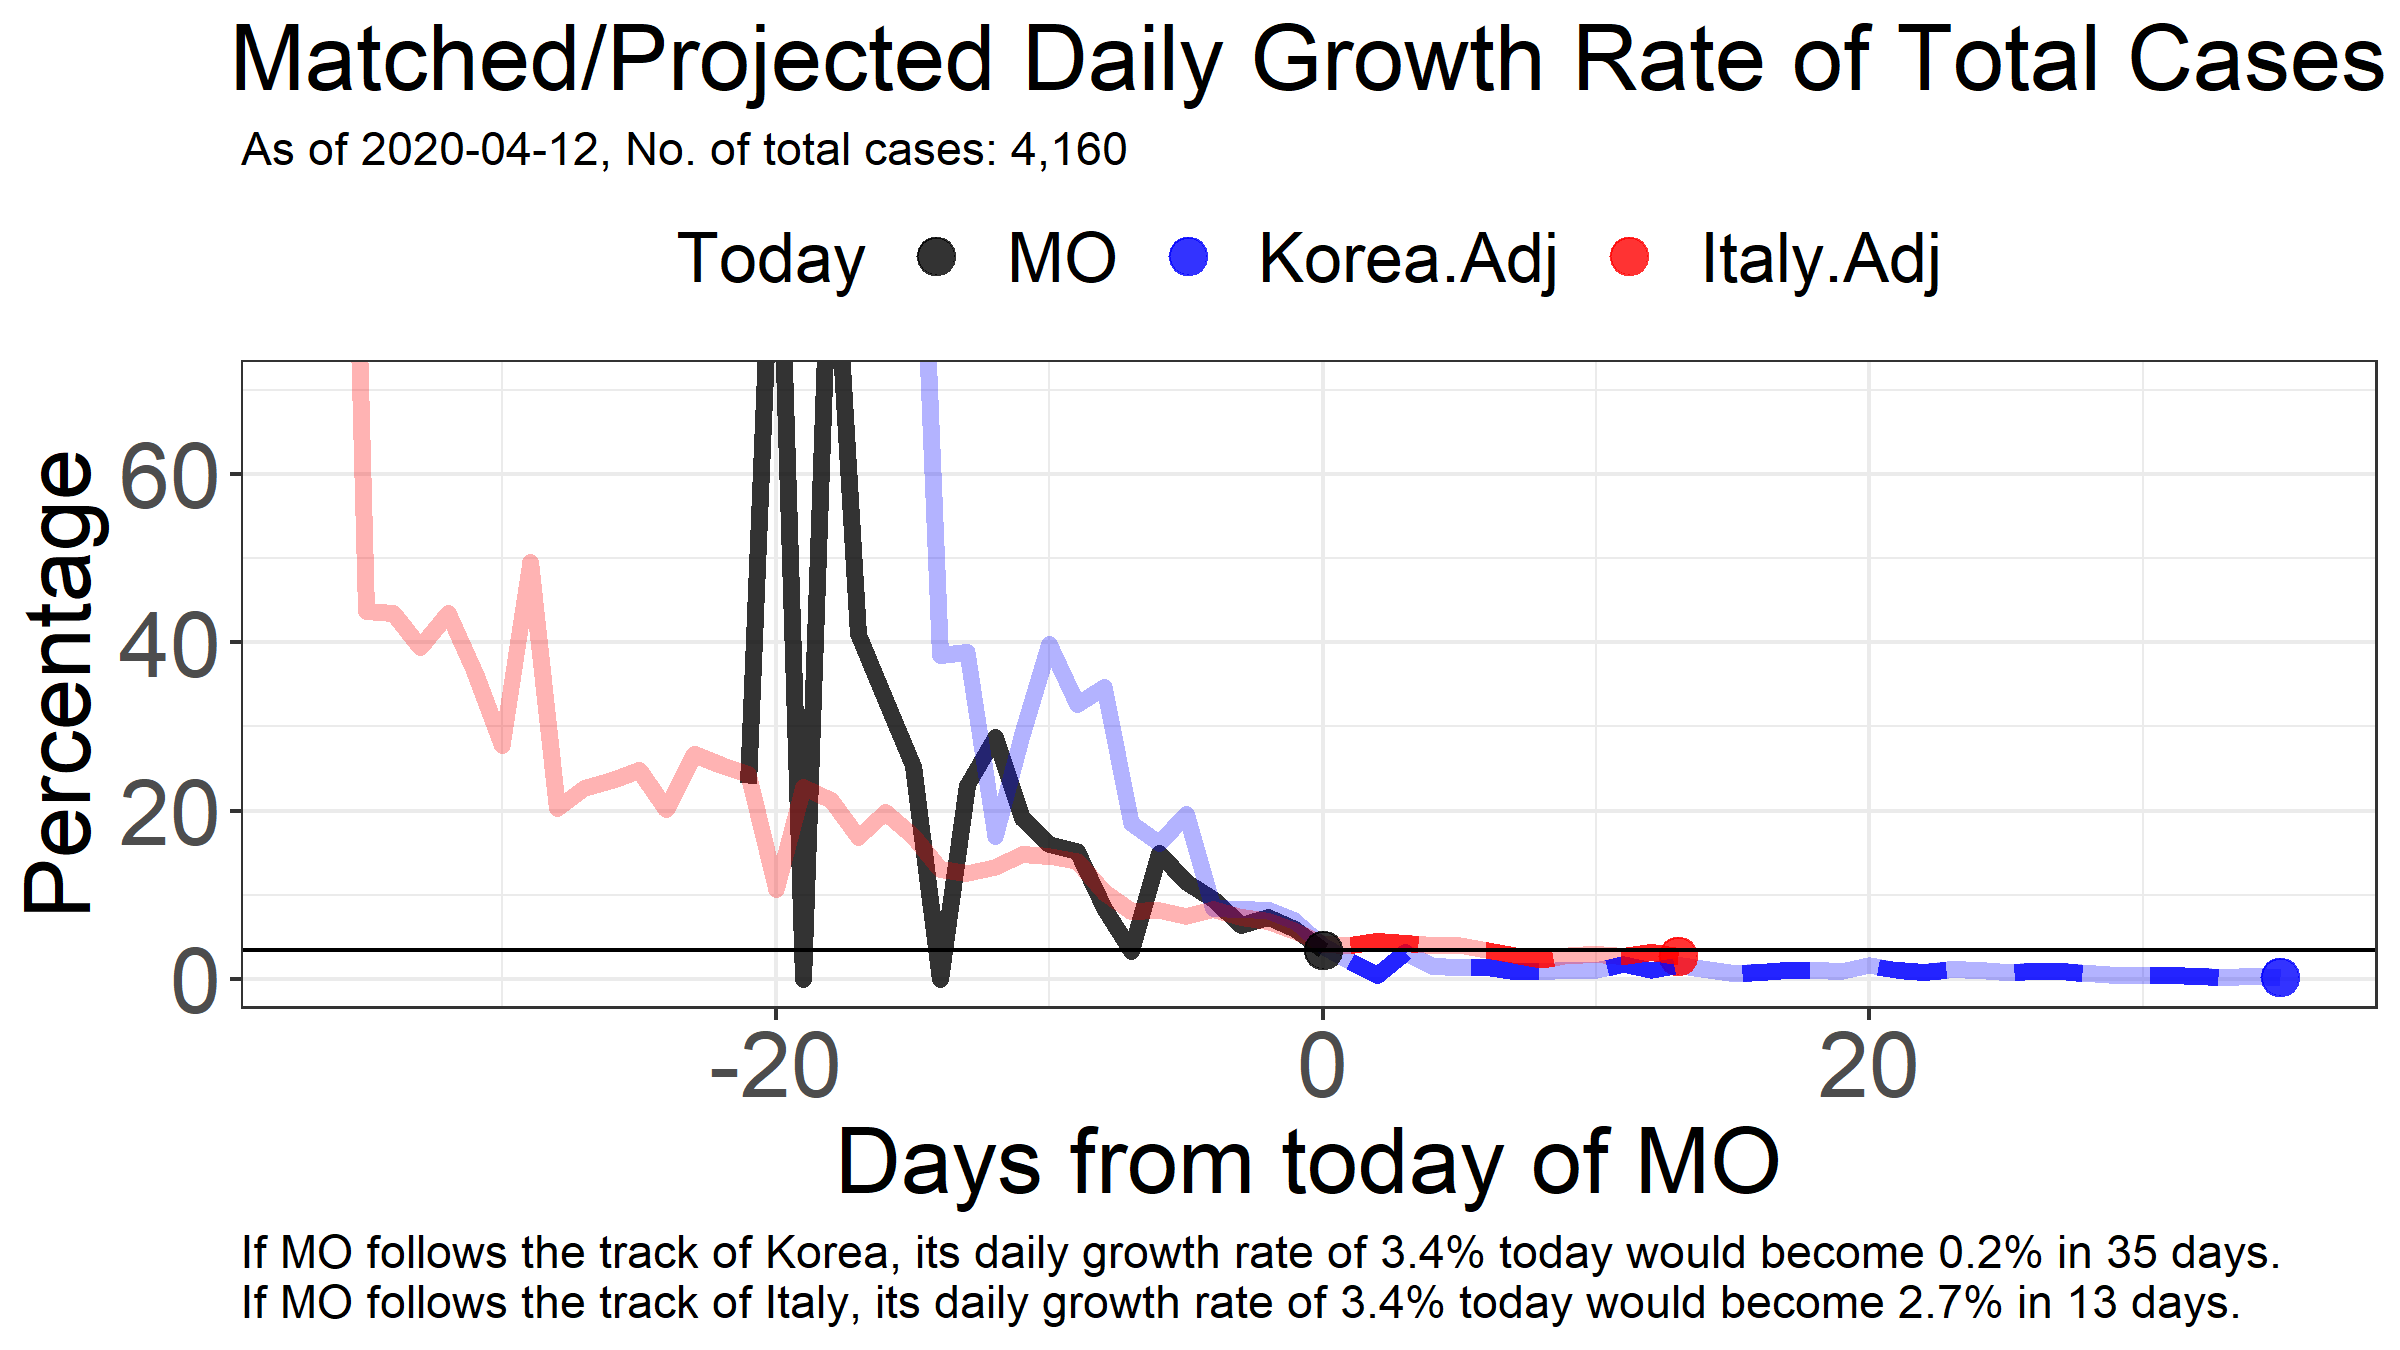 Matched/Projected Daily Growth Rate of Total Cases
As of 2020-04-12, No. of total cases: 4,160
Today MO Korea.Adj Italy.Adj
Percentage
60
40
20
0
-20 0 20
Days from today of MO
If MO follows the track of Korea, its daily growth rate of 3.4% today would become 0.2% in 35 days.
If MO follows the track of Italy, its daily growth rate of 3.4% today would become 2.7% in 13 days.